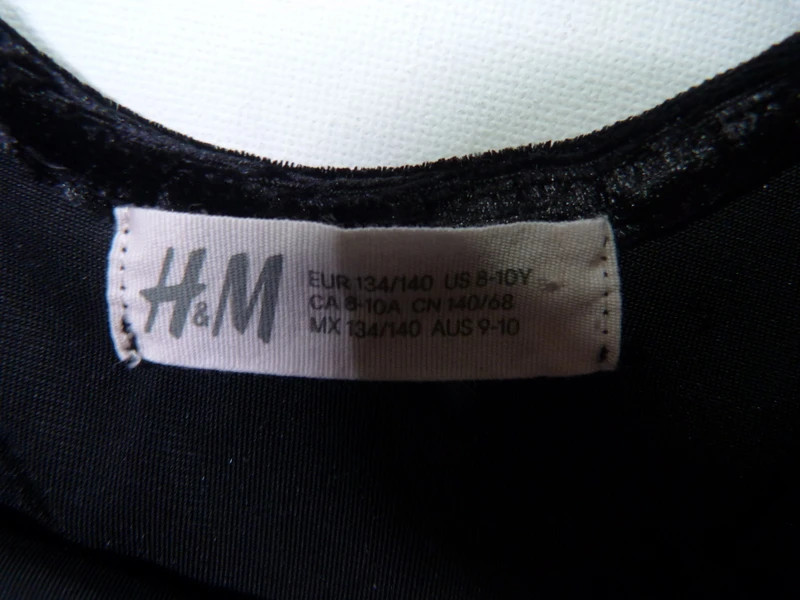 H&M
EUR 134/140 US 8-10Y
CA 8-10A CN 140/68
MX 134/140 AUS 9-10